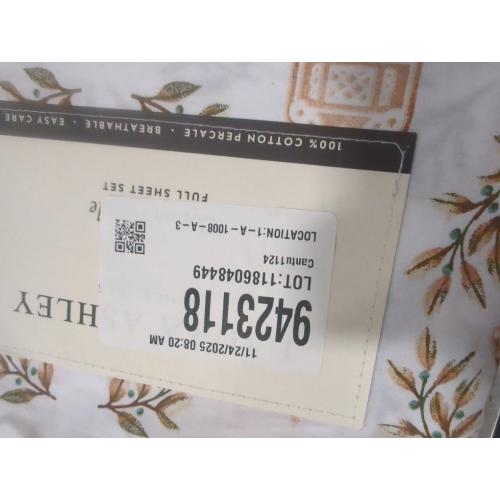 11/24/2025 08:20 AM
9423118
LOT:1186048449
Cantu1124
LOCATION:1-A-1008-A-3
HLEY
FULL SHEET SET
100% COTTON PERCALE · BREATHABLE · EASY CARE